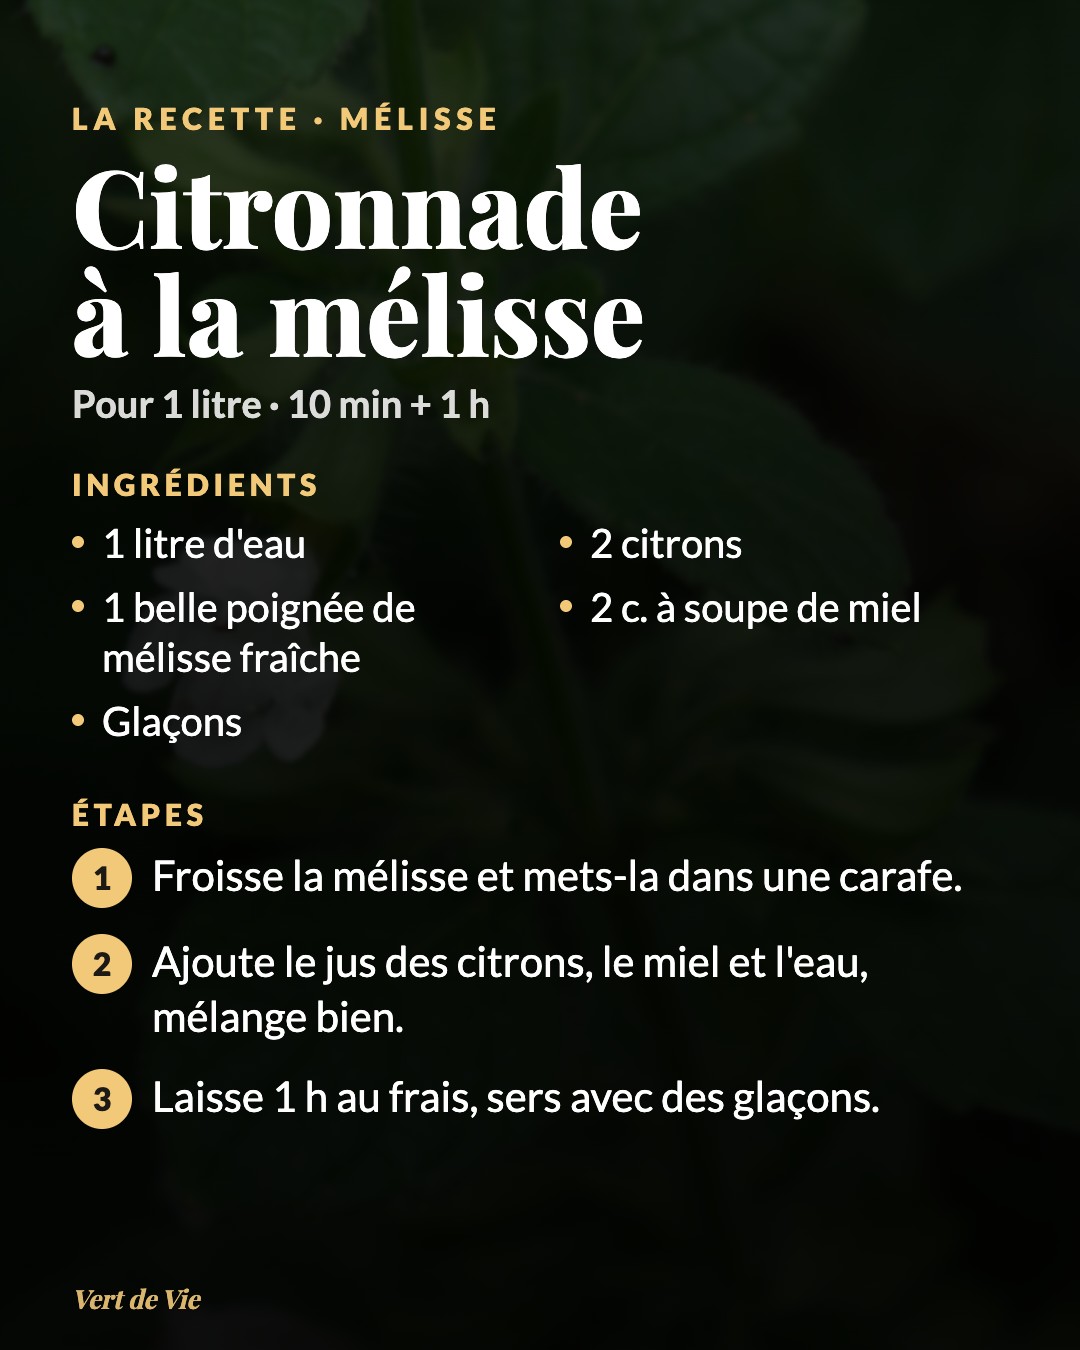 LA RECETTE · MÉLISSE
Citronnade
à la mélisse
Pour 1 litre · 10 min + 1 h
INGRÉDIENTS
• 1 litre d'eau
• 2 citrons
• 1 belle poignée de
mélisse fraîche
• 2 c. à soupe de miel
• Glaçons
ÉTAPES
1 Froisse la mélisse et mets-la dans une carafe.
2 Ajoute le jus des citrons, le miel et l'eau,
mélange bien.
3 Laisse 1 h au frais, sers avec des glaçons.
Vert de Vie